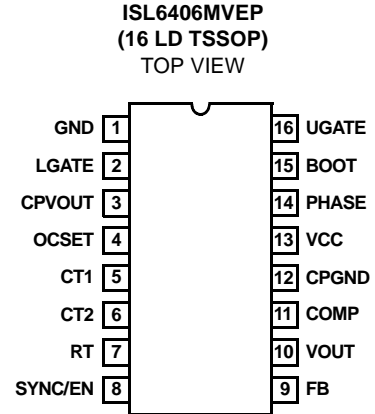 ISL6406MVEP
(16 LD TSSOP)
TOP VIEW
GND 1 16 UGATE
LGATE 2 15 BOOT
CPVOUT 3 14 PHASE
OCSET 4 13 VCC
CT1 5 12 CPGND
CT2 6 11 COMP
RT 7 10 VOUT
SYNC/EN 8 9 FB